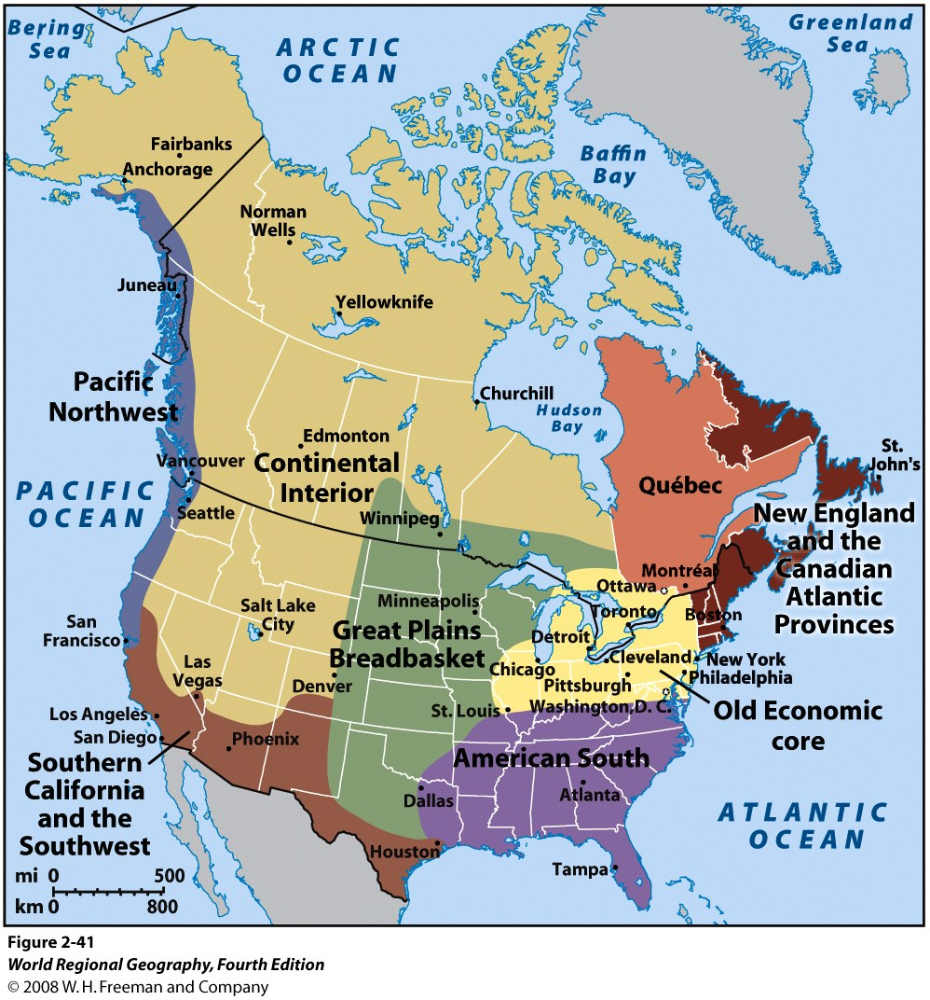 Bering
Sea
ARCTIC
OCEAN
Greenland
Sea
Fairbanks
Anchorage
Baffin
Bay
Norman
Wells
Juneau
Yellowknife
Pacific
Northwest
Churchill
Hudson
Bay
Edmonton
Continental
Interior
Vancouver
St.
John's
Québec
PACIFIC
OCEAN
Seattle
Winnipeg
New England
and the
Canadian
Atlantic
Provinces
Montréal
Ottawa
Minneapolis
Toronto
Boston
Salt Lake
City
San
Francisco
Great Plains
Breadbasket
Detroit
Chicago
Cleveland
New York
Las
Vegas
Denver
Pittsburgh
Philadelphia
St. Louis
Washington, D. C.
Los Angeles
San Diego
Phoenix
Old Economic
core
Southern
California
and the
Southwest
American South
Dallas
Atlanta
ATLANTIC
OCEAN
Houston
Tampa
mi 0 500
km 0 800
Figure 2-41
World Regional Geography, Fourth Edition
© 2008 W. H. Freeman and Company